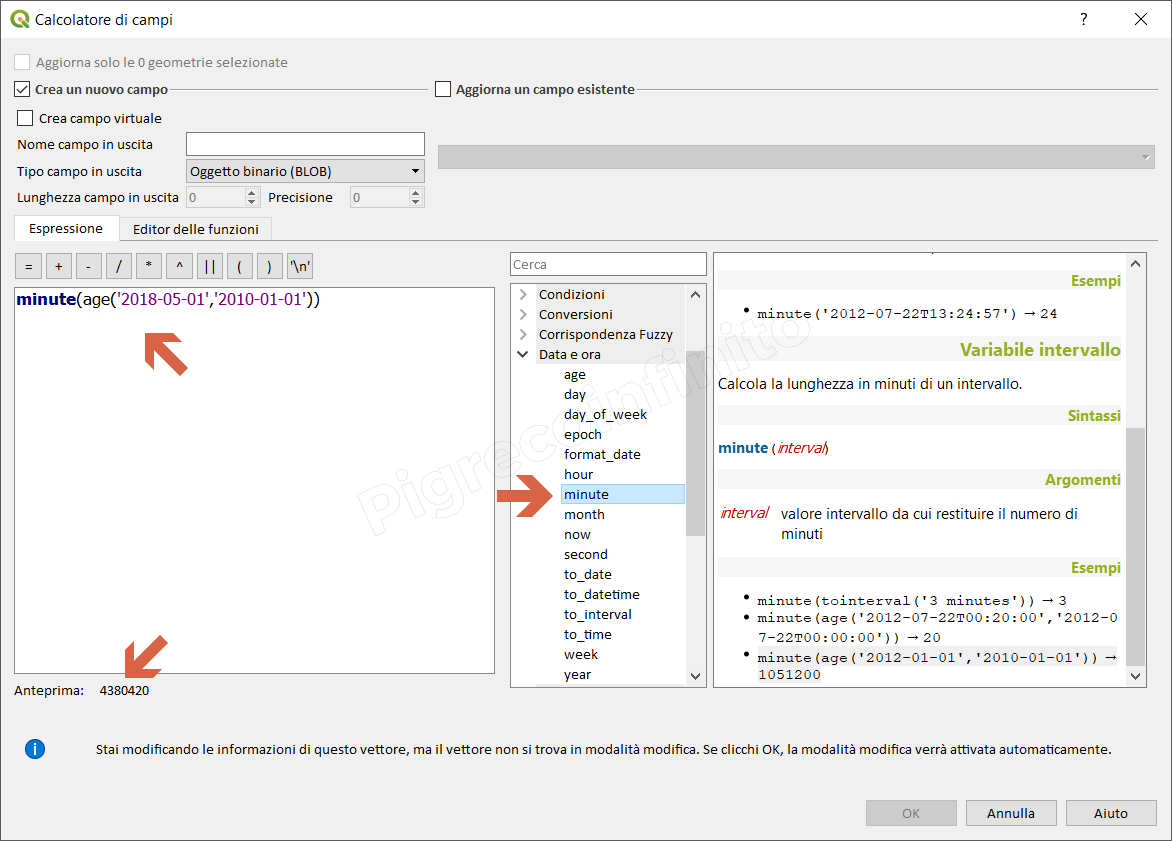 Calcolatore di campi
?
Aggiorna solo le 0 geometrie selezionate
Crea un nuovo campo
Aggiorna un campo esistente
Crea campo virtuale
Nome campo in uscita
Tipo campo in uscita Oggetto binario (BLOB)
Lunghezza campo in uscita 0 Precisione 0
Espressione Editor delle funzioni
= + - / * ^ || ( ) '\n'
minute(age('2018-05-01','2010-01-01'))
Anteprima: 4380420
Cerca
Condizioni
Conversioni
Corrispondenza Fuzzy
Data e ora
age
day
day_of_week
epoch
format_date
hour
minute
month
now
second
to_date
to_datetime
to_interval
to_time
week
year
Esempi
minute('2012-07-22T13:24:57') → 24
Variabile intervallo
Calcola la lunghezza in minuti di un intervallo.
Sintassi
minute (interval)
Argomenti
interval valore intervallo da cui restituire il numero di
minuti
Esempi
minute(tointerval('3 minutes')) → 3
minute(age('2012-07-22T00:20:00','2012-0
7-22T00:00:00')) → 20
minute(age('2012-01-01','2010-01-01')) →
1051200
Pigrecoinfinito
i
Stai modificando le informazioni di questo vettore, ma il vettore non si trova in modalità modifica. Se clicchi OK, la modalità modifica verrà attivata automaticamente.
OK Annulla Aiuto